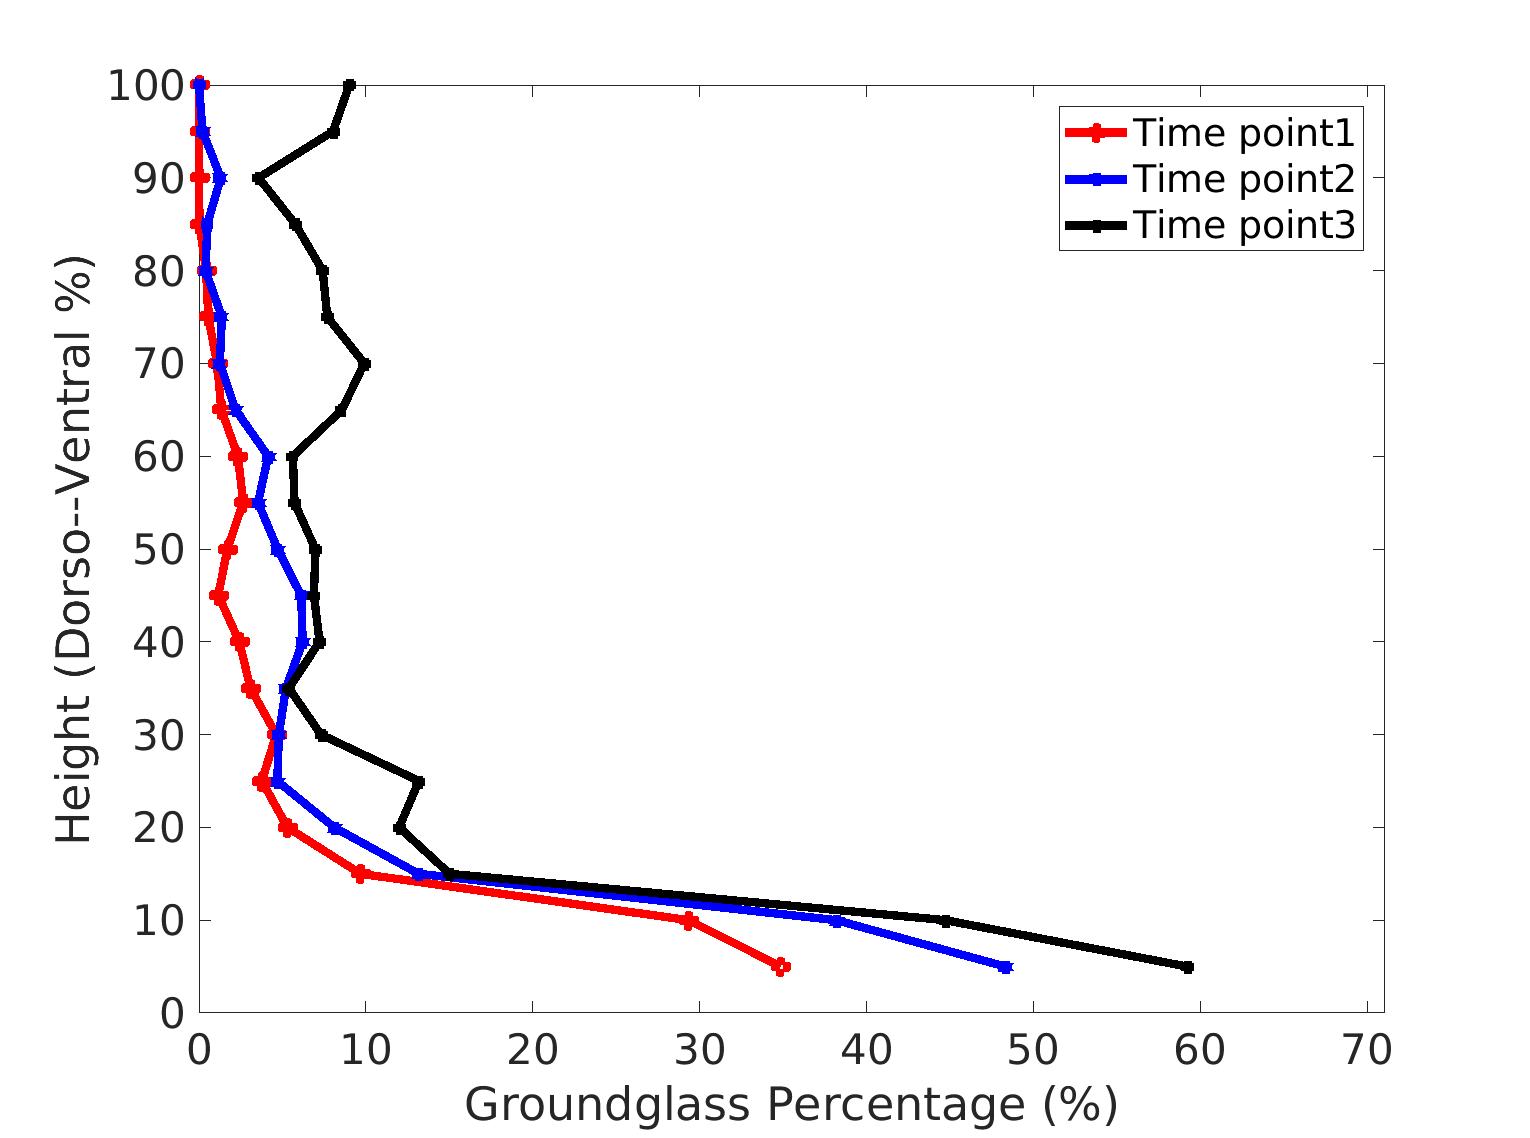 100
90
80
70
60
50
40
30
20
10
0
Height (Dorso--Ventral %)
Time point1
Time point2
Time point3
0 10 20 30 40 50 60 70
Groundglass Percentage (%)